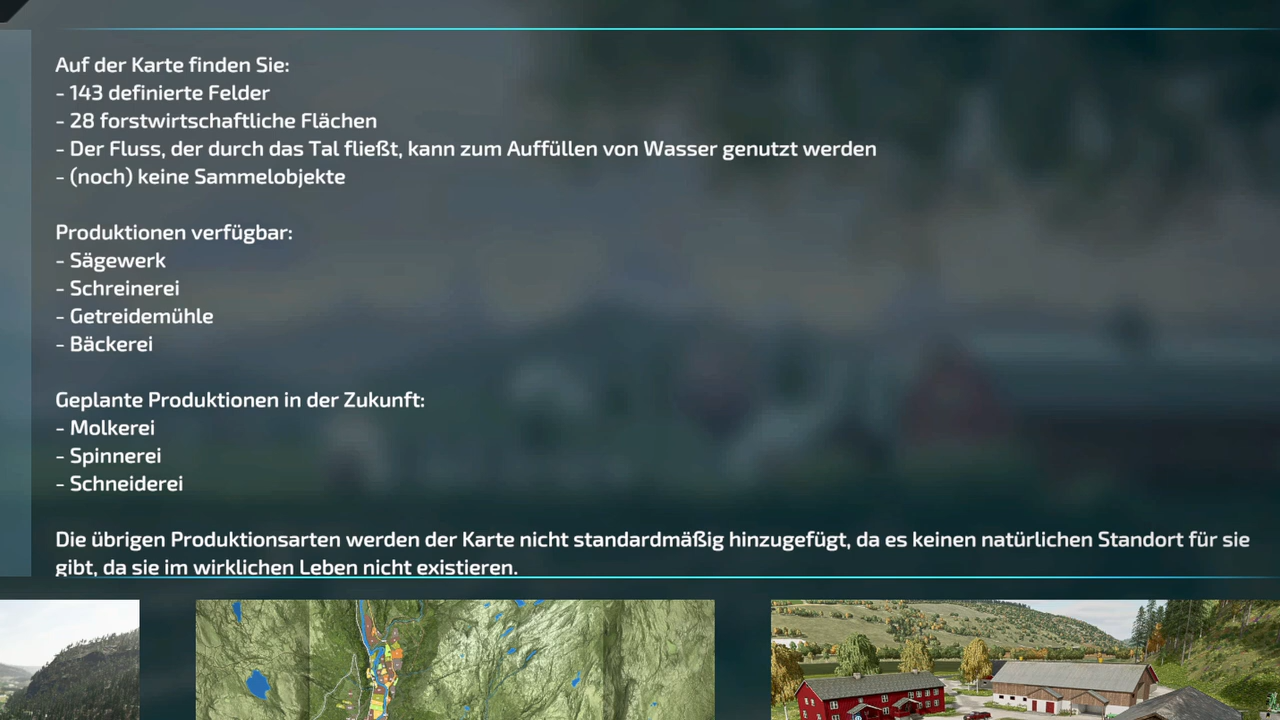 Auf der Karte finden Sie:
- 143 definierte Felder
- 28 forstwirtschaftliche Flächen
- Der Fluss, der durch das Tal fließt, kann zum Auffüllen von Wasser genutzt werden
- (noch) keine Sammelobjekte
Produktionen verfügbar:
- Sägewerk
- Schreinerei
- Getreidemühle
- Bäckerei
Geplante Produktionen in der Zukunft:
- Molkerei
- Spinnerei
- Schneiderei
Die übrigen Produktionsarten werden der Karte nicht standardmäßig hinzugefügt, da es keinen natürlichen Standort für sie
gibt, da sie im wirklichen Leben nicht existieren.